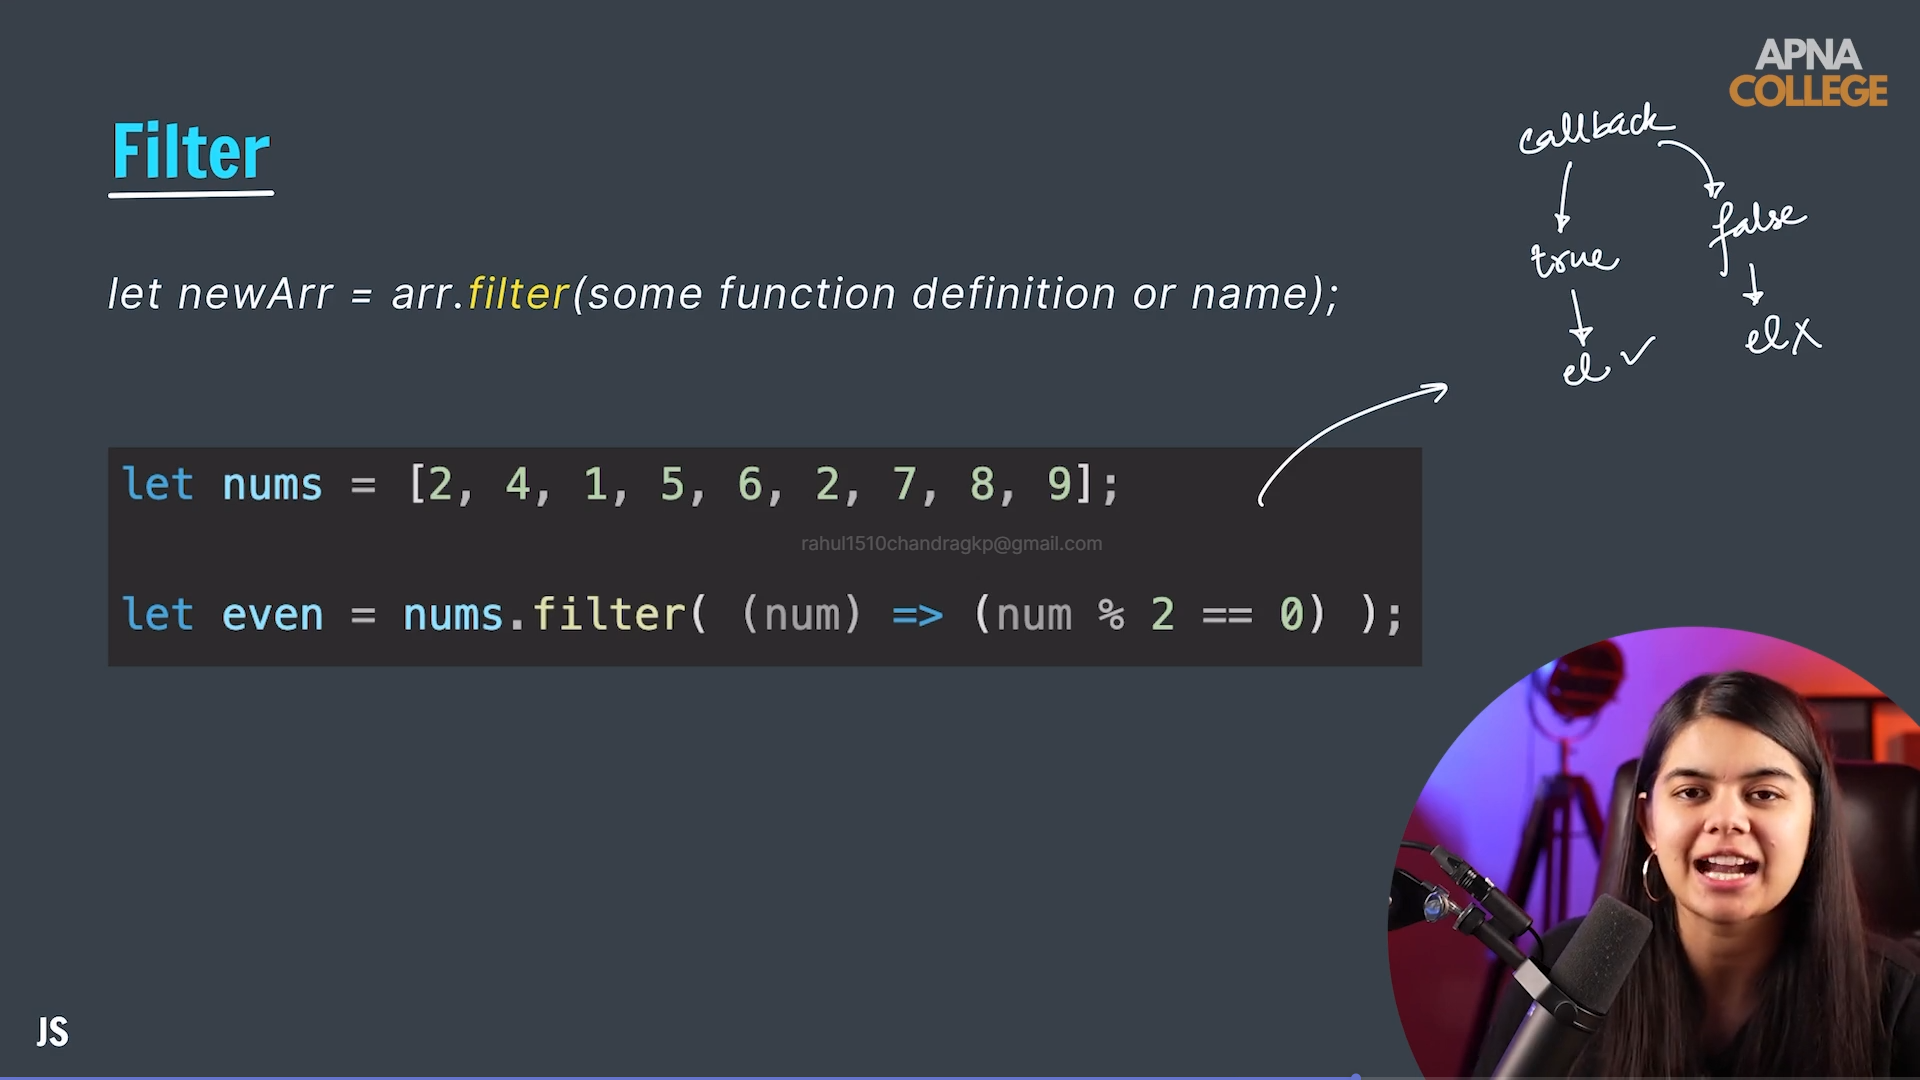 APNA
COLLEGE
Filter
callback
true
false
el ✓
el X
let newArr = arr.filter(some function definition or name);
let nums = [2, 4, 1, 5, 6, 2, 7, 8, 9];
rahul1510chandragkp@gmail.com
let even = nums.filter( (num) => (num % 2 == 0) );
JS